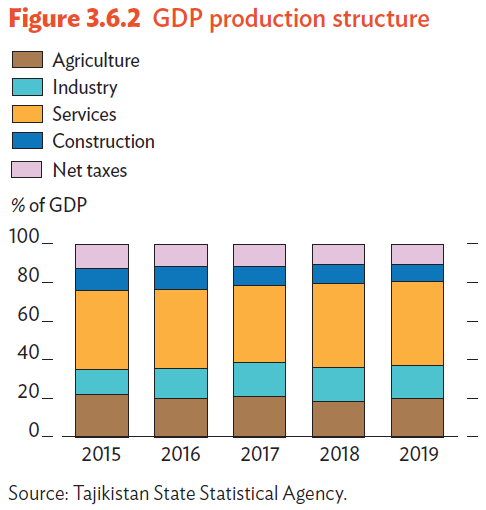 Figure 3.6.2 GDP production structure
Agriculture
Industry
Services
Construction
Net taxes
% of GDP
100
80
60
40
20
0
2015 2016 2017 2018 2019
Source: Tajikistan State Statistical Agency.